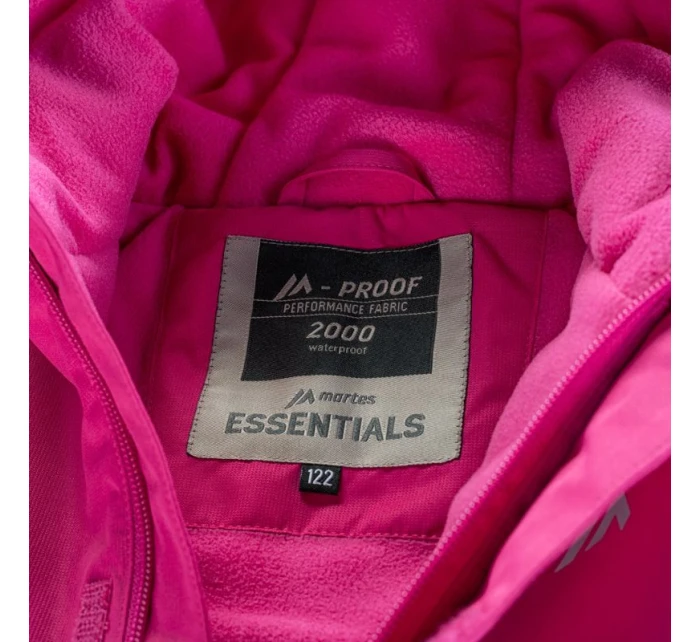 M - PROOF
PERFORMANCE FABRIC
2000
waterproof
martes
ESSENTIALS
122